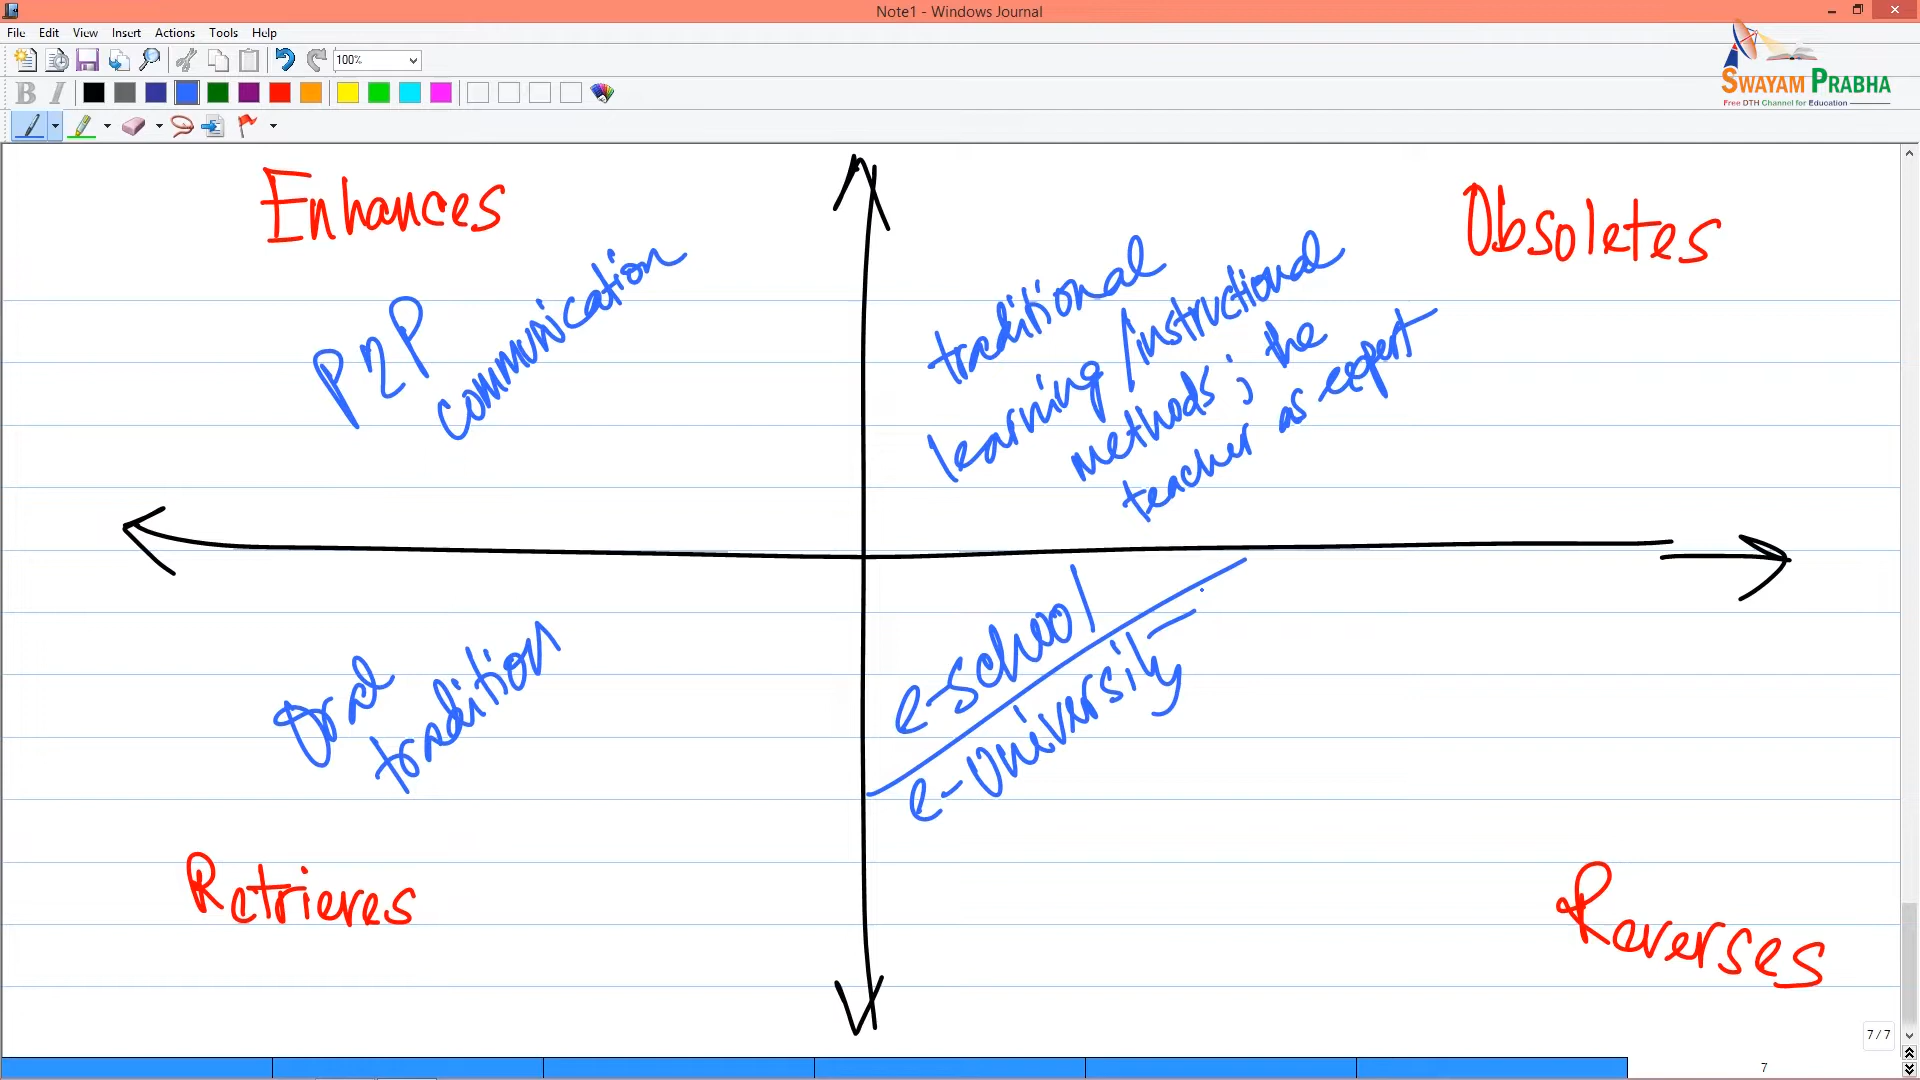 Note1 - Windows Journal
File Edit View Insert Actions Tools Help
100%
SWAYAM PRABHA
Free DTH Channel for Education
Enhances
P2P
communication
Obsoletes
traditional
learning/instructional
methods; the
teacher as expert
Oral
tradition
Retrieves
e-school
e-University
Reverses
7 / 7
7